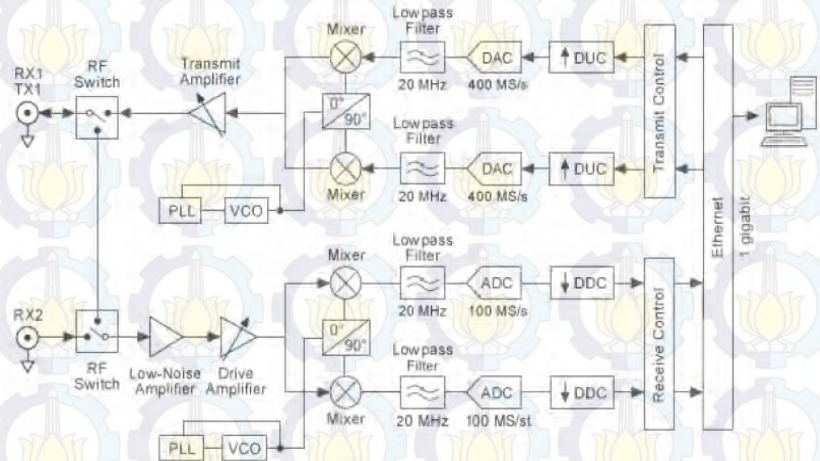 Mixer
Lowpass
Filter
20 MHz
DAC
400 MS/s
DUC
RX1
TX1
RF
Switch
Transmit
Amplifier
0°
90°
Transmit Control
Lowpass
Filter
20 MHz
DAC
400 MS/s
DUC
Mixer
PLL
VCO
Ethernet
1 gigabit
Mixer
Lowpass
Filter
20 MHz
ADC
100 MS/s
DDC
RX2
RF
Switch
Low-Noise
Amplifier
Drive
Amplifier
0°
90°
Receive Control
Lowpass
Filter
20 MHz
ADC
100 MS/st
DDC
Mixer
PLL
VCO